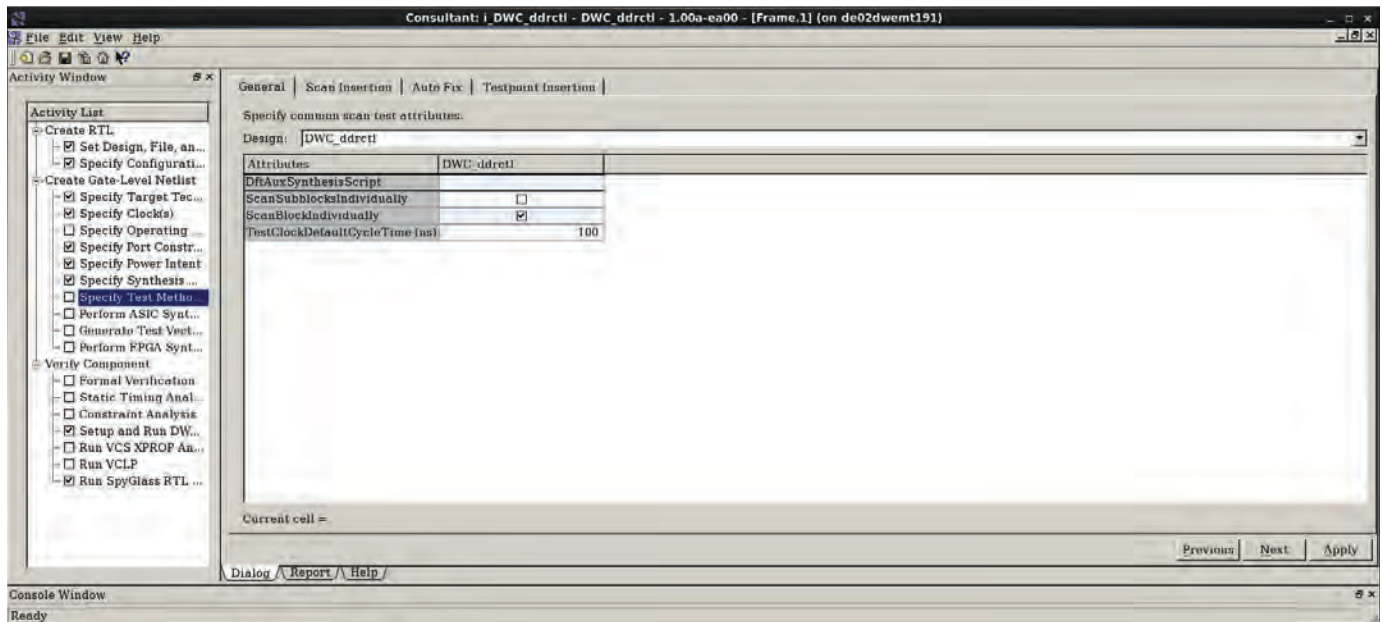 Consultant: i_DWC_ddrctl - DWC_ddrctl - 1.00a-ea00 - [Frame.1] (on de02dwemt191)
File Edit View Help
Activity Window
Activity List
Create RTL
Set Design, File, an...
Specify Configurati...
Create Gate-Level Netlist
Specify Target Tec...
Specify Clock(s)
Specify Operating ...
Specify Port Constr...
Specify Power Intent
Specify Synthesis ...
Specify Test Metho...
Perform ASIC Synt...
Generate Test Vect...
Perform FPGA Synt...
Verify Component
Formal Verification
Static Timing Anal...
Constraint Analysis
Setup and Run DW...
Run VCS XPROP An...
Run VCLP
Run SpyGlass RTL ...
General Scan Insertion Auto Fix Testpoint Insertion
Specify common scan test attributes.
Design: DWC_ddrctl
Attributes DWC_ddrctl
DftAuxSynthesisScript
ScanSubblocksIndividually
ScanBlockIndividually
TestClockDefaultCycleTime (ns) 100
Current cell =
Previous Next Apply
Dialog Report Help
Console Window
Ready